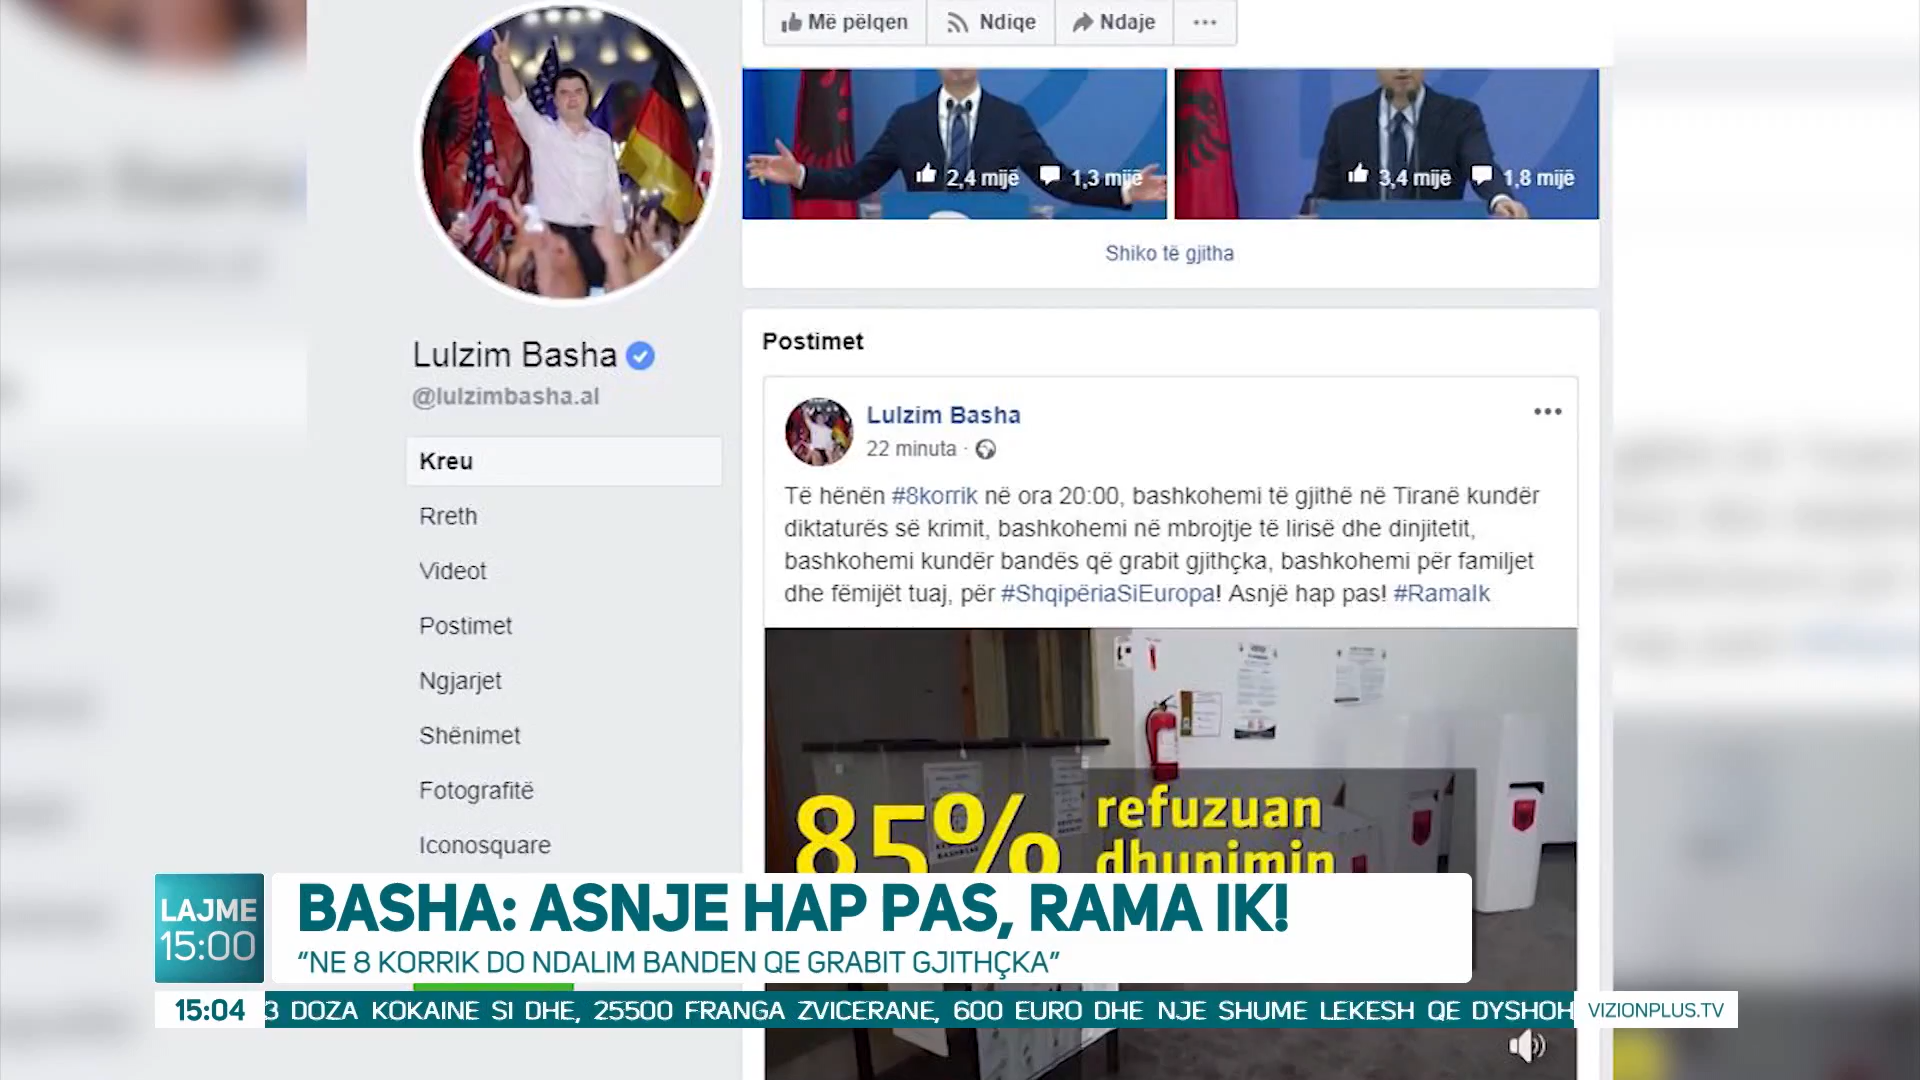 Më pëlqen
Ndiqe
Ndaje
2,4 mijë
1,3 mijë
3,4 mijë
1,8 mijë
Shiko të gjitha
Lulzim Basha
@lulzimbasha.al
Kreu
Rreth
Videot
Postimet
Ngjarjet
Shënimet
Fotografitë
Iconosquare
Postimet
Lulzim Basha
22 minuta ·
Të hënën #8korrik në ora 20:00, bashkohemi të gjithë në Tiranë kundër
diktaturës së krimit, bashkohemi në mbrojtje të lirisë dhe dinjitetit,
bashkohemi kundër bandës që grabit gjithçka, bashkohemi për familjet
dhe fëmijët tuaj, për #ShqipëriaSiEuropa! Asnjë hap pas! #RamaIk
85% refuzuan
dhunimin
LAJME
15:00
BASHA: ASNJE HAP PAS, RAMA IK!
“NE 8 KORRIK DO NDALIM BANDEN QE GRABIT GJITHÇKA”
15:04
3 DOZA KOKAINE SI DHE, 25500 FRANGA ZVICERANE, 600 EURO DHE NJE SHUME LEKESH QE DYSHOH
VIZIONPLUS.TV